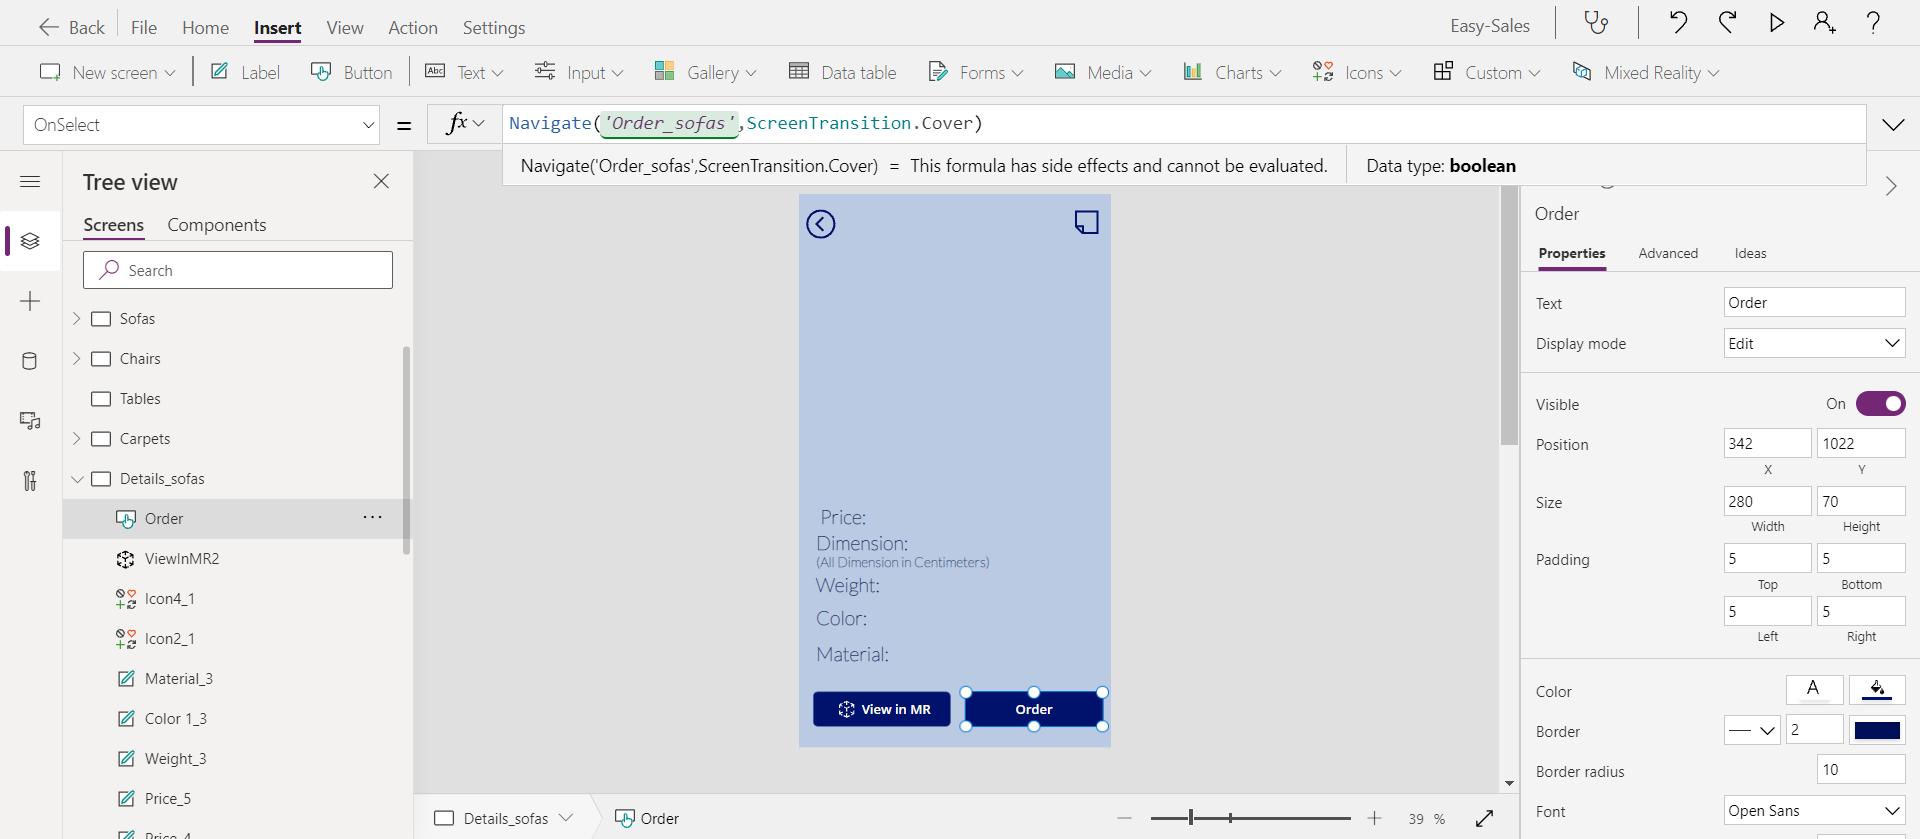 Back File Home Insert View Action Settings Easy-Sales
New screen Label Button Text Input Gallery Data table Forms Media Charts Icons Custom Mixed Reality
OnSelect = fx Navigate('Order_sofas',ScreenTransition.Cover)
Navigate('Order_sofas',ScreenTransition.Cover) = This formula has side effects and cannot be evaluated. Data type: boolean
Tree view
Screens Components
Search
Sofas
Chairs
Tables
Carpets
Details_sofas
Order ...
ViewInMR2
Icon4_1
Icon2_1
Material_3
Color 1_3
Weight_3
Price_5
Price_4
Price:
Dimension:
(All Dimension in Centimeters)
Weight:
Color:
Material:
View in MR Order
Details_sofas Order 39 %
Order
Properties Advanced Ideas
Text Order
Display mode Edit
Visible On
Position 342 1022
X Y
Size 280 70
Width Height
Padding 5 5
Top Bottom
5 5
Left Right
Color A
Border 2
Border radius 10
Font Open Sans